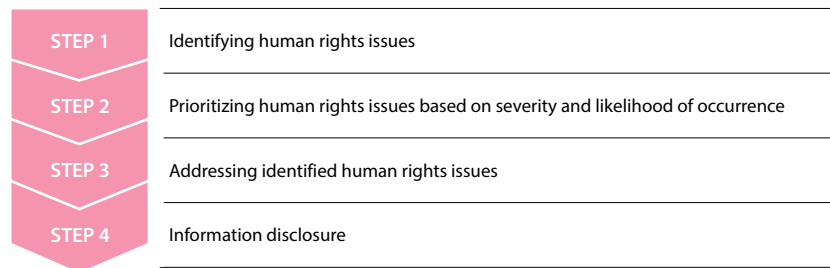 STEP 1
Identifying human rights issues
STEP 2
Prioritizing human rights issues based on severity and likelihood of occurrence
STEP 3
Addressing identified human rights issues
STEP 4
Information disclosure